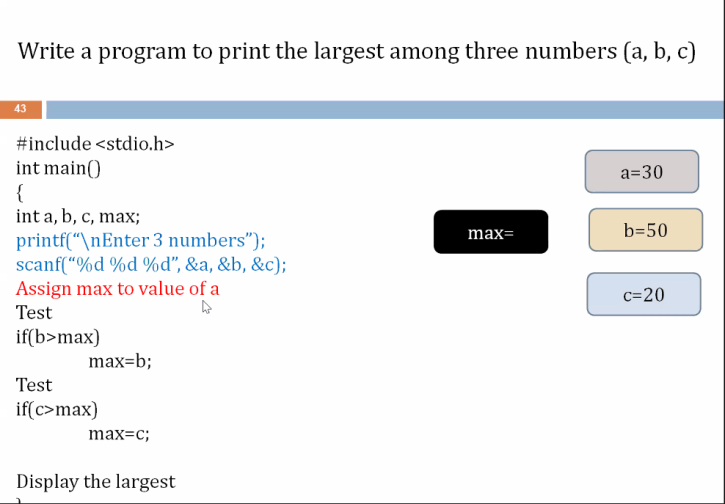 Write a program to print the largest among three numbers (a, b, c)
43
#include <stdio.h>
int main()
{
int a, b, c, max;
printf(“\nEnter 3 numbers”);
scanf(“%d %d %d”, &a, &b, &c);
Assign max to value of a
Test
if(b>max)
max=b;
Test
if(c>max)
max=c;
Display the largest
max=
a=30
b=50
c=20